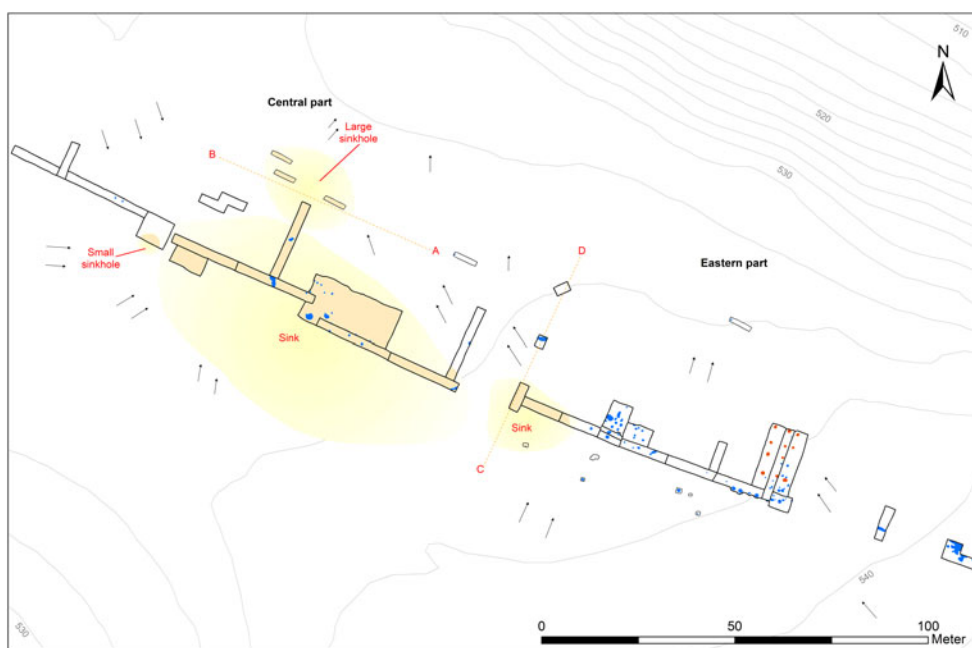 510
N
Central part
520
Large
sinkhole
B
530
A
D
Eastern part
Small
sinkhole
Sink
Sink
C
540
530
0
50
100
Meter